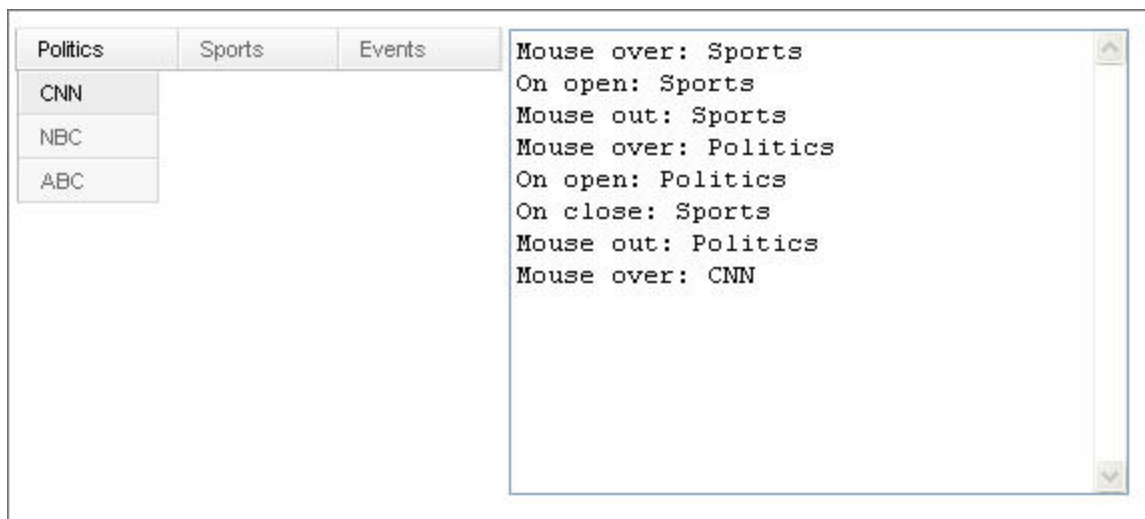 Politics Sports Events
CNN
NBC
ABC
Mouse over: Sports
On open: Sports
Mouse out: Sports
Mouse over: Politics
On open: Politics
On close: Sports
Mouse out: Politics
Mouse over: CNN